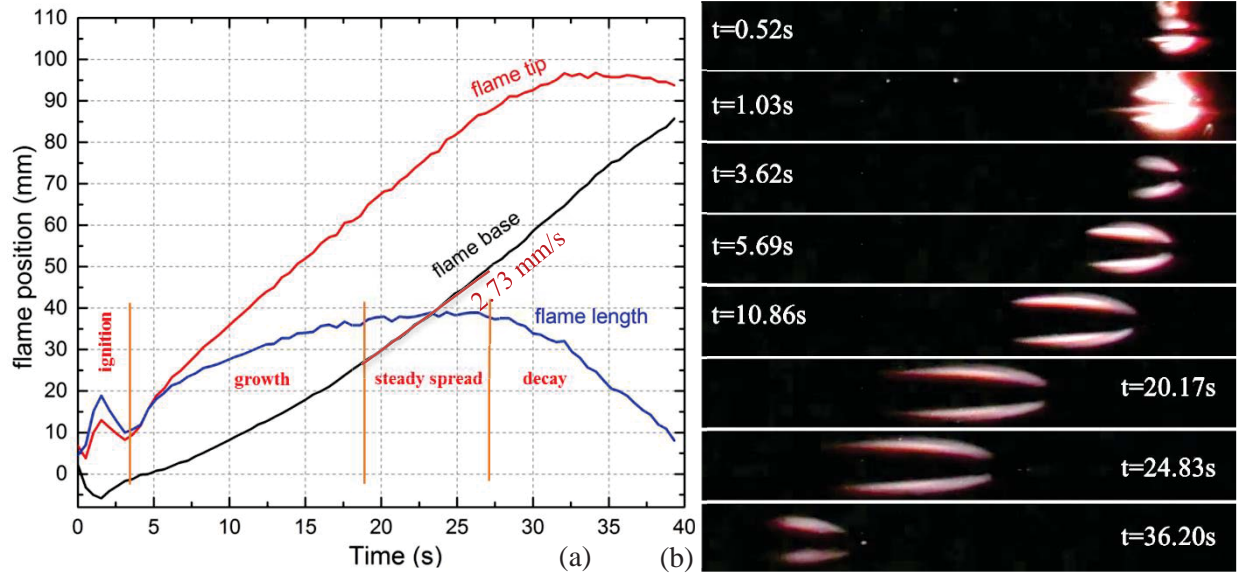 110
100
90
80
70
60
50
40
30
20
10
0
flame position (mm)
flame tip
flame base
2.73 mm/s
flame length
ignition
growth
steady spread
decay
0 5 10 15 20 25 30 35 40
Time (s)
(a)
(b)
t=0.52s
t=1.03s
t=3.62s
t=5.69s
t=10.86s
t=20.17s
t=24.83s
t=36.20s